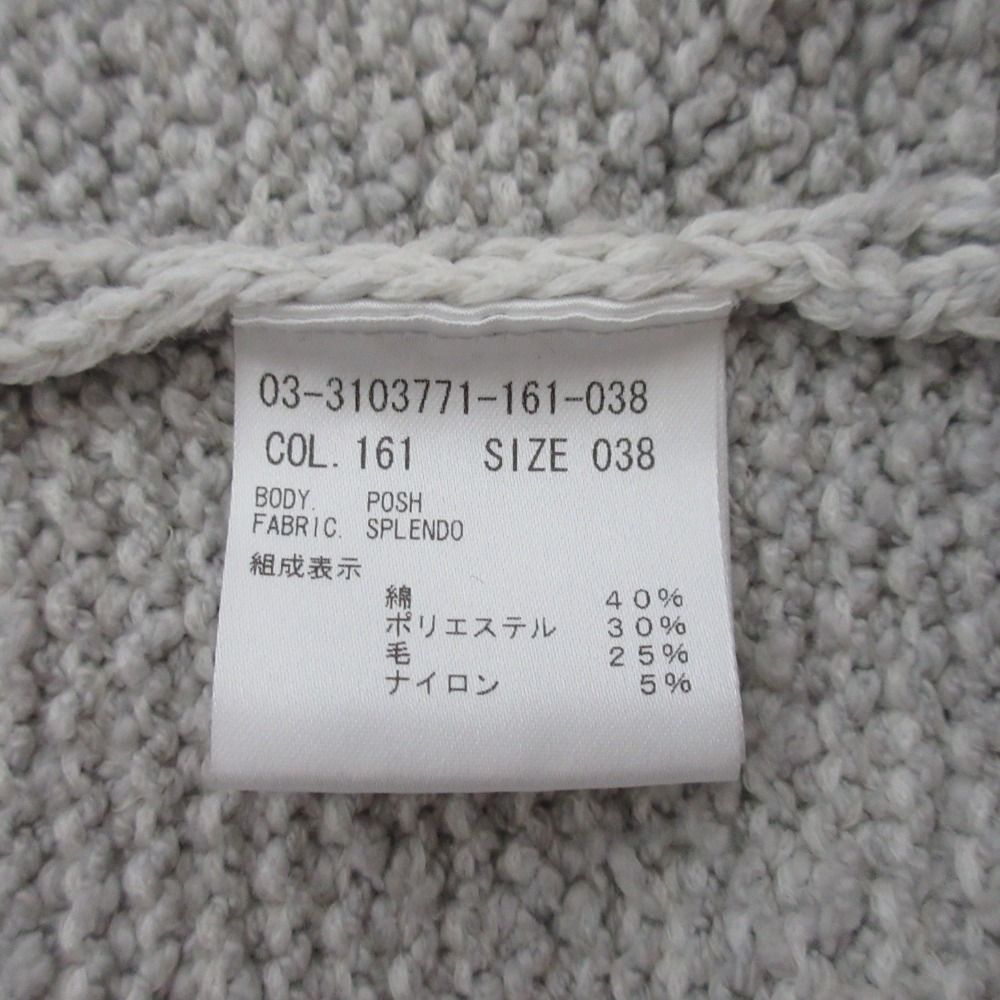 03-3103771-161-038
COL. 161 SIZE 038
BODY. POSH
FABRIC. SPLENDO
組成表示
綿 40%
ポリエステル 30%
毛 25%
ナイロン 5%